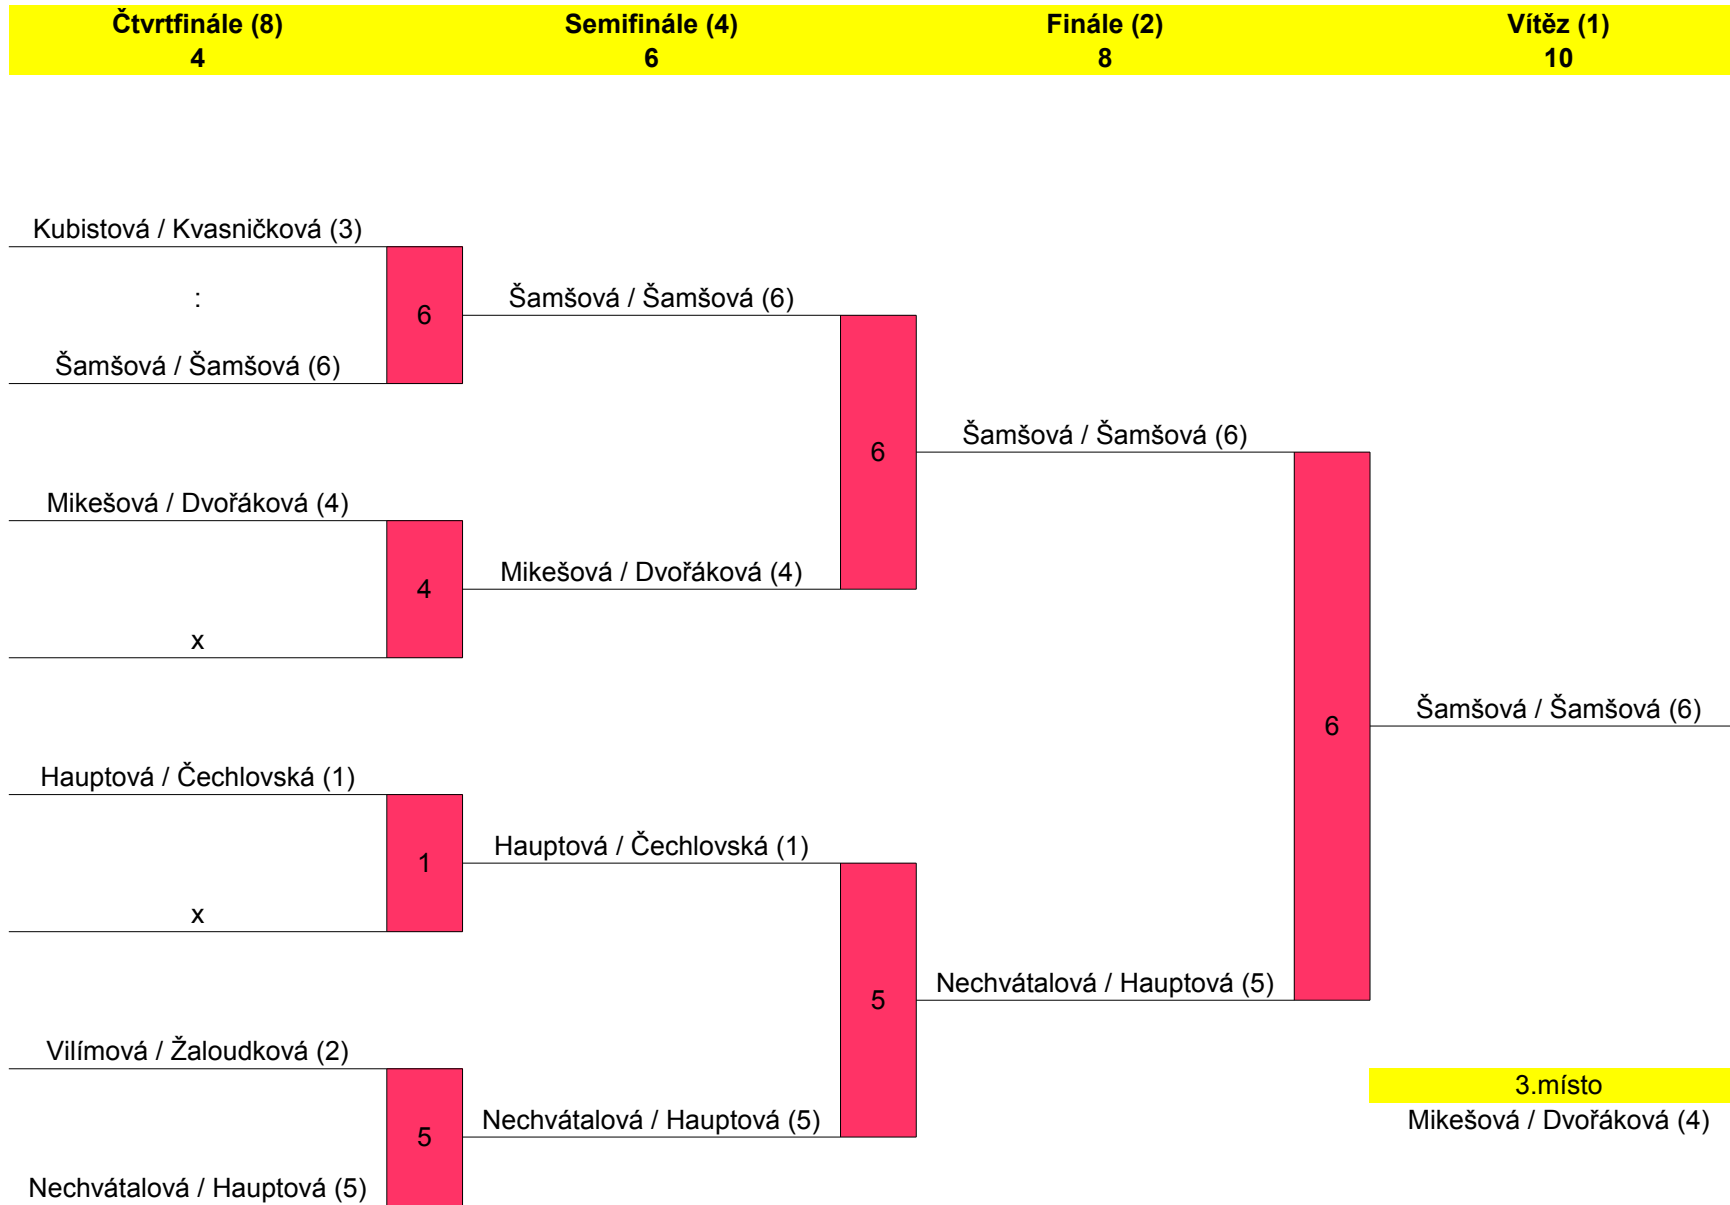 Čtvrtfinále (8) Semifinále (4) Finále (2) Vítěz (1)
4 6 8 10
Kubistová / Kvasničková (3)
:
6
Šamšová / Šamšová (6)
Šamšová / Šamšová (6)
6
Šamšová / Šamšová (6)
Mikešová / Dvořáková (4)
4
Mikešová / Dvořáková (4)
x
6
Šamšová / Šamšová (6)
Hauptová / Čechlovská (1)
1
Hauptová / Čechlovská (1)
x
5
Nechvátalová / Hauptová (5)
Vilímová / Žaloudková (2)
5
Nechvátalová / Hauptová (5)
Nechvátalová / Hauptová (5)
3.místo
Mikešová / Dvořáková (4)